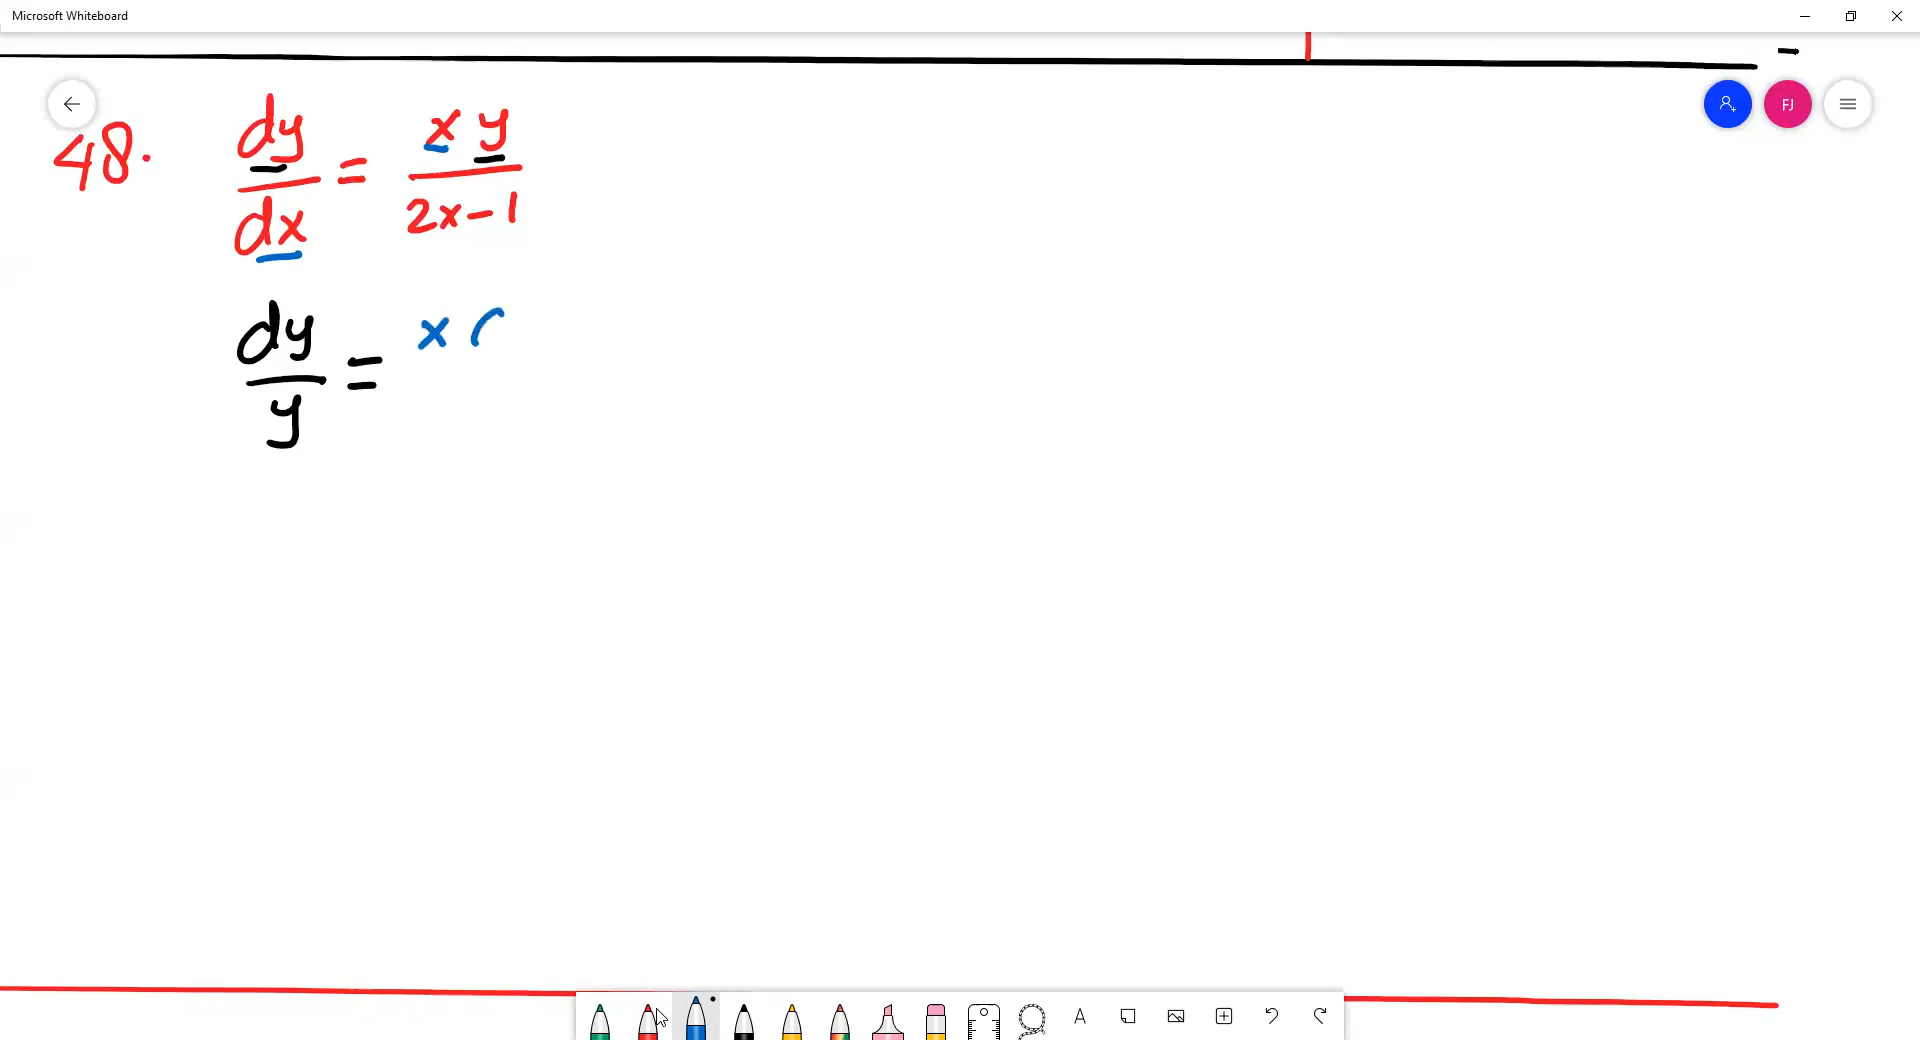 Microsoft Whiteboard
FJ
48. dy/dx = xy/(2x-1)
dy/y = x
A